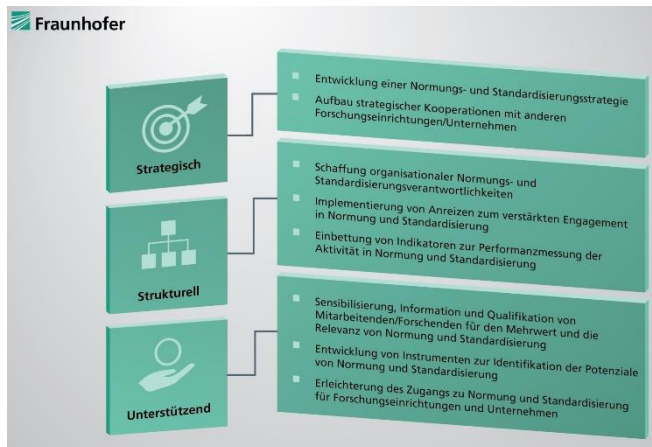 Fraunhofer
Strategisch
Entwicklung einer Normungs- und Standardisierungsstrategie
Aufbau strategischer Kooperationen mit anderen
Forschungseinrichtungen/Unternehmen
Strukturell
Schaffung organisationaler Normungs- und
Standardisierungsverantwortlichkeiten
Implementierung von Anreizen zum verstärkten Engagement
in Normung und Standardisierung
Einbettung von Indikatoren zur Performanzmessung der
Aktivität in Normung und Standardisierung
Unterstützend
Sensibilisierung, Information und Qualifikation von
Mitarbeitenden/Forschenden für den Mehrwert und die
Relevanz von Normung und Standardisierung
Entwicklung von Instrumenten zur Identifikation der Potenziale
von Normung und Standardisierung
Erleichterung des Zugangs zu Normung und Standardisierung
für Forschungseinrichtungen und Unternehmen